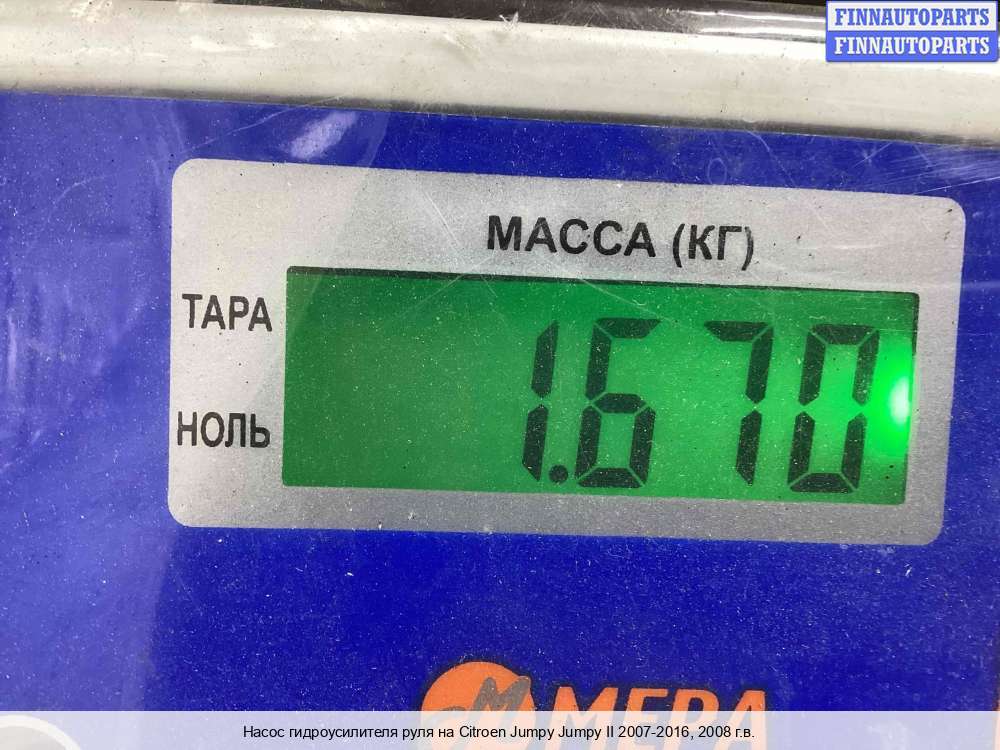 FINNAUTOPARTS
FINNAUTOPARTS
МАССА (КГ)
ТАРА
1.670
НОЛЬ
МЕРА
Насос гидроусилителя руля на Citroen Jumpy Jumpy II 2007-2016, 2008 г.в.